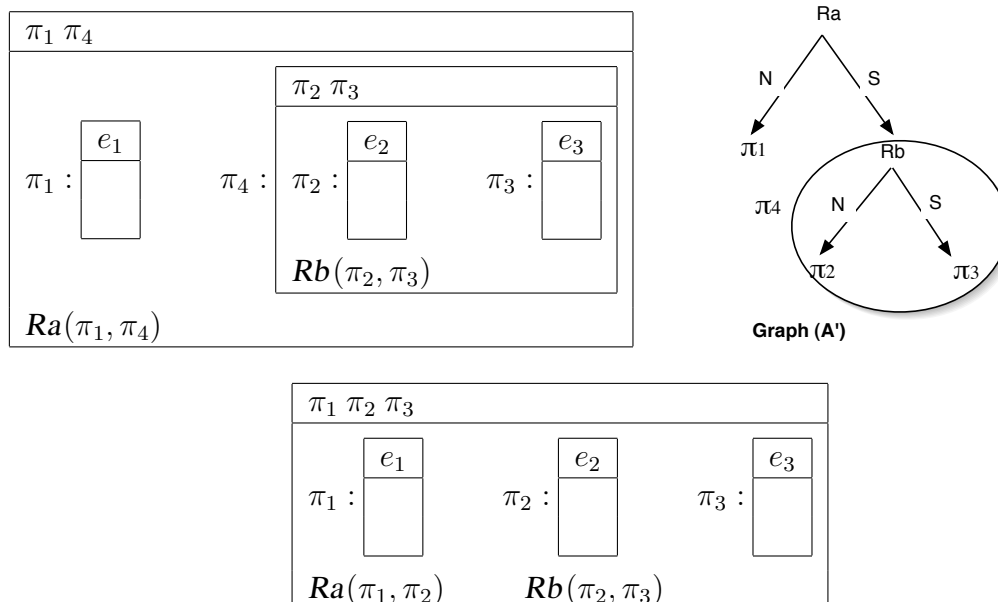 π₁ π₄
π₂ π₃
e₁ e₂ e₃
π₁ : π₄ : π₂ : π₃ :
Rb(π₂, π₃)
Ra(π₁, π₄)
Ra
N S
π1 Rb
π4 N S
π2 π3
Graph (A')
π₁ π₂ π₃
e₁ e₂ e₃
π₁ : π₂ : π₃ :
Ra(π₁, π₂) Rb(π₂, π₃)